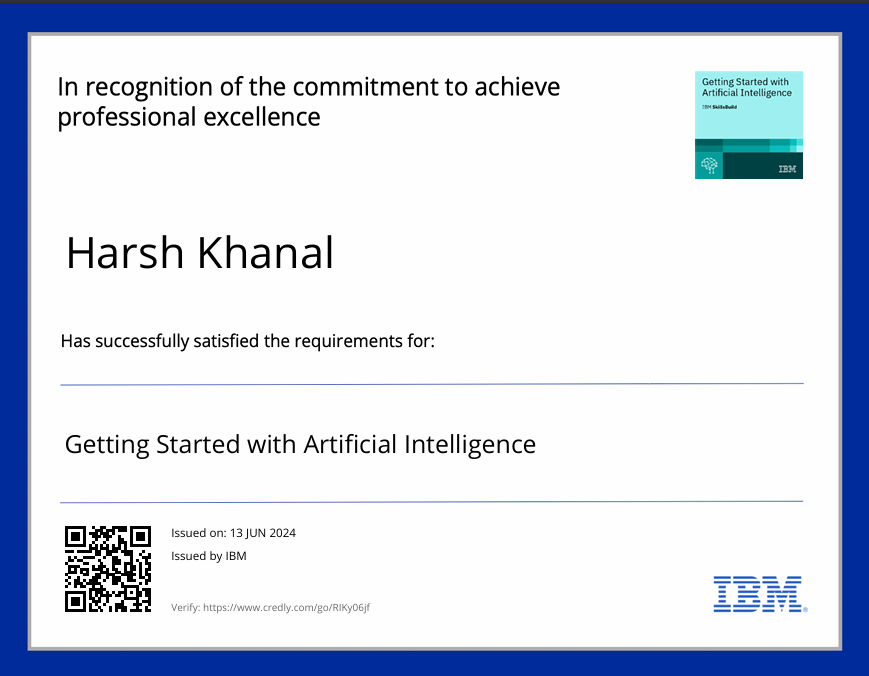 In recognition of the commitment to achieve
professional excellence
Getting Started with
Artificial Intelligence
IBM SkillsBuild
IBM
Harsh Khanal
Has successfully satisfied the requirements for:
Getting Started with Artificial Intelligence
Issued on: 13 JUN 2024
Issued by IBM
Verify: https://www.credly.com/go/RIKy06jf
IBM®